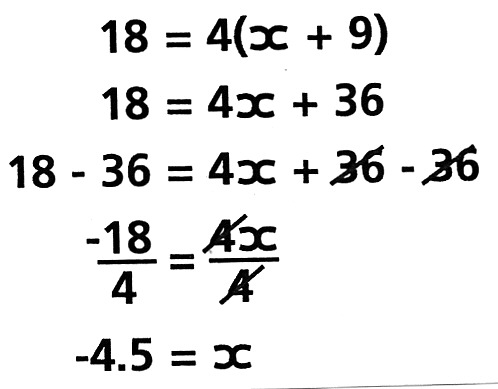 18 = 4(x + 9)
18 = 4x + 36
18 - 36 = 4x + 36 - 36
-18/4 = 4x/4
-4.5 = x